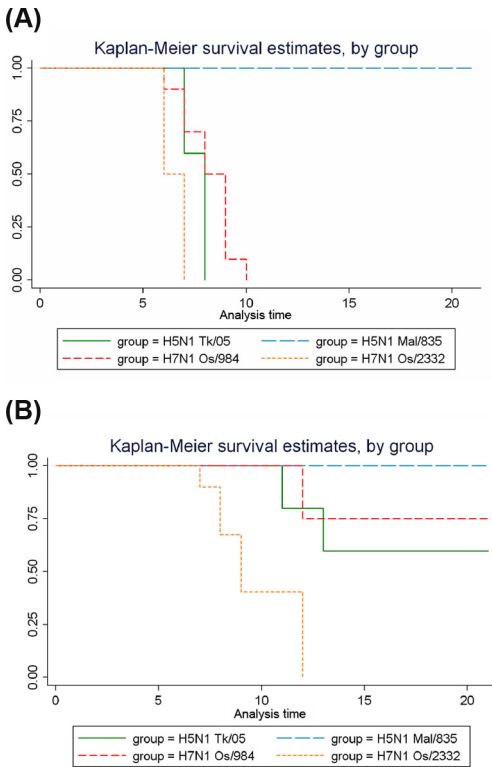 (A)
Kaplan-Meier survival estimates, by group
1.00
0.75
0.50
0.25
0.00
0 5 10 15 20
Analysis time
group = H5N1 Tk/05 group = H5N1 Mal/835
group = H7N1 Os/984 group = H7N1 Os/2332
(B)
Kaplan-Meier survival estimates, by group
1.00
0.75
0.50
0.25
0.00
0 5 10 15 20
Analysis time
group = H5N1 Tk/05 group = H5N1 Mal/835
group = H7N1 Os/984 group = H7N1 Os/2332